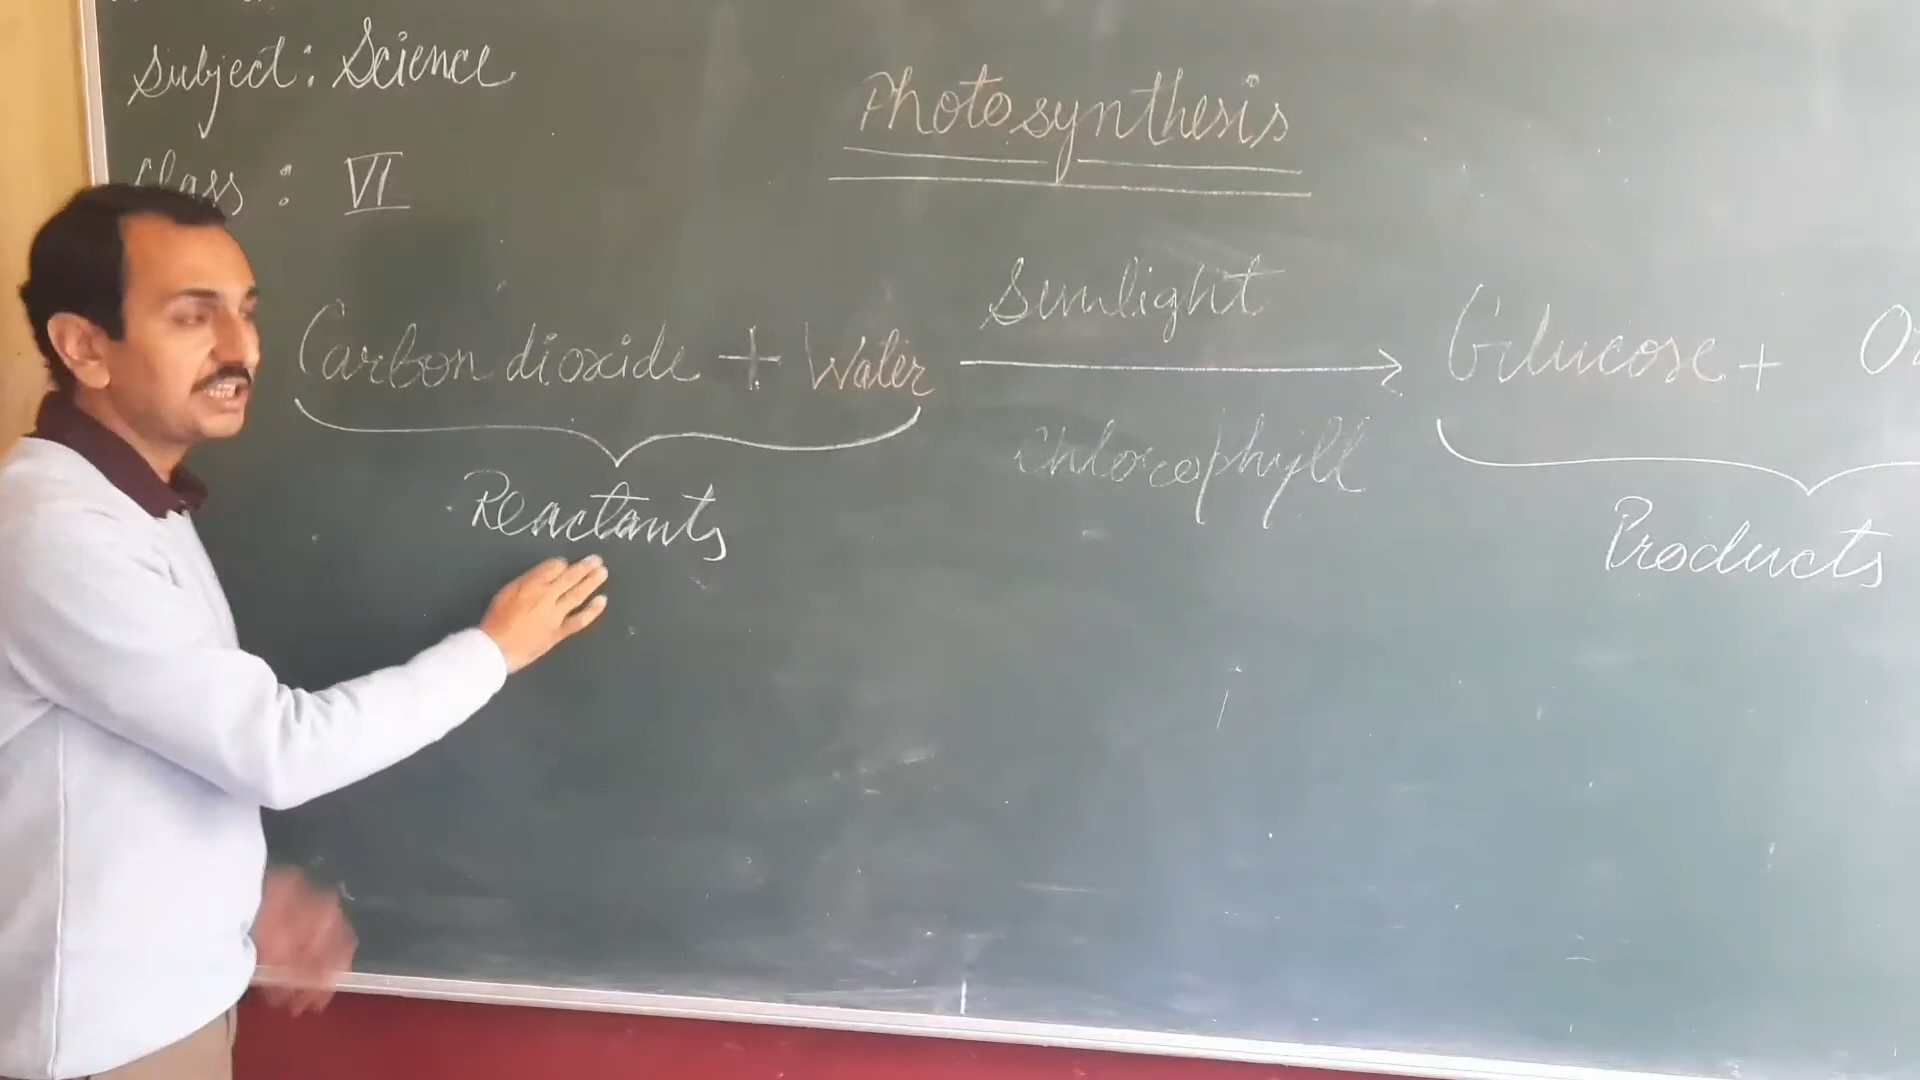 Subject: Science
Class : VI
Photosynthesis
Carbon dioxide + Water
Sunlight
Chlorophyll
Glucose +
Reactants
Products